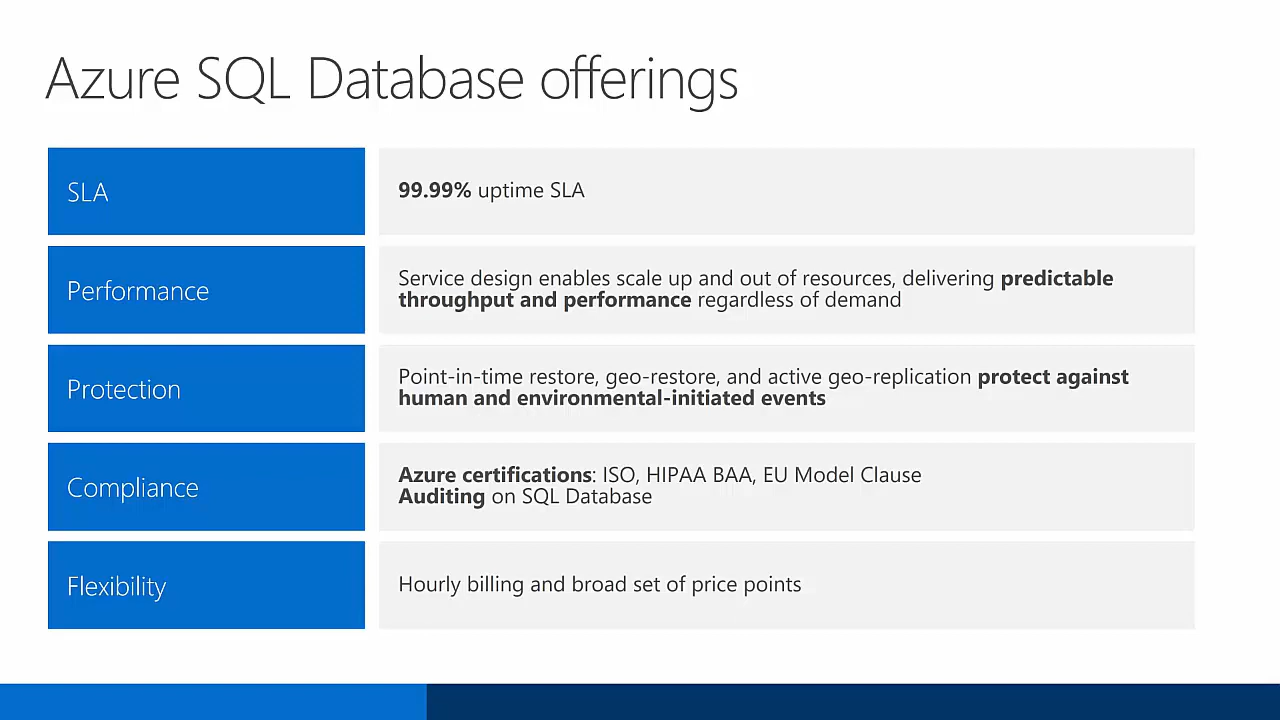 Azure SQL Database offerings
SLA
99.99% uptime SLA
Performance
Service design enables scale up and out of resources, delivering predictable
throughput and performance regardless of demand
Protection
Point-in-time restore, geo-restore, and active geo-replication protect against
human and environmental-initiated events
Compliance
Azure certifications: ISO, HIPAA BAA, EU Model Clause
Auditing on SQL Database
Flexibility
Hourly billing and broad set of price points